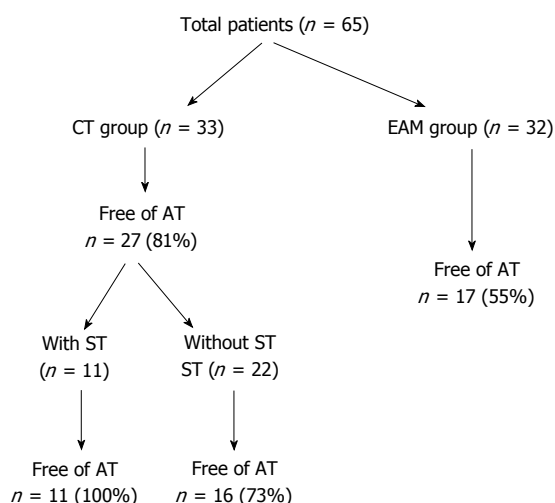 Total patients (n = 65)
CT group (n = 33)
EAM group (n = 32)
Free of AT
n = 27 (81%)
Free of AT
n = 17 (55%)
With ST
(n = 11)
Without ST
ST (n = 22)
Free of AT
n = 11 (100%)
Free of AT
n = 16 (73%)